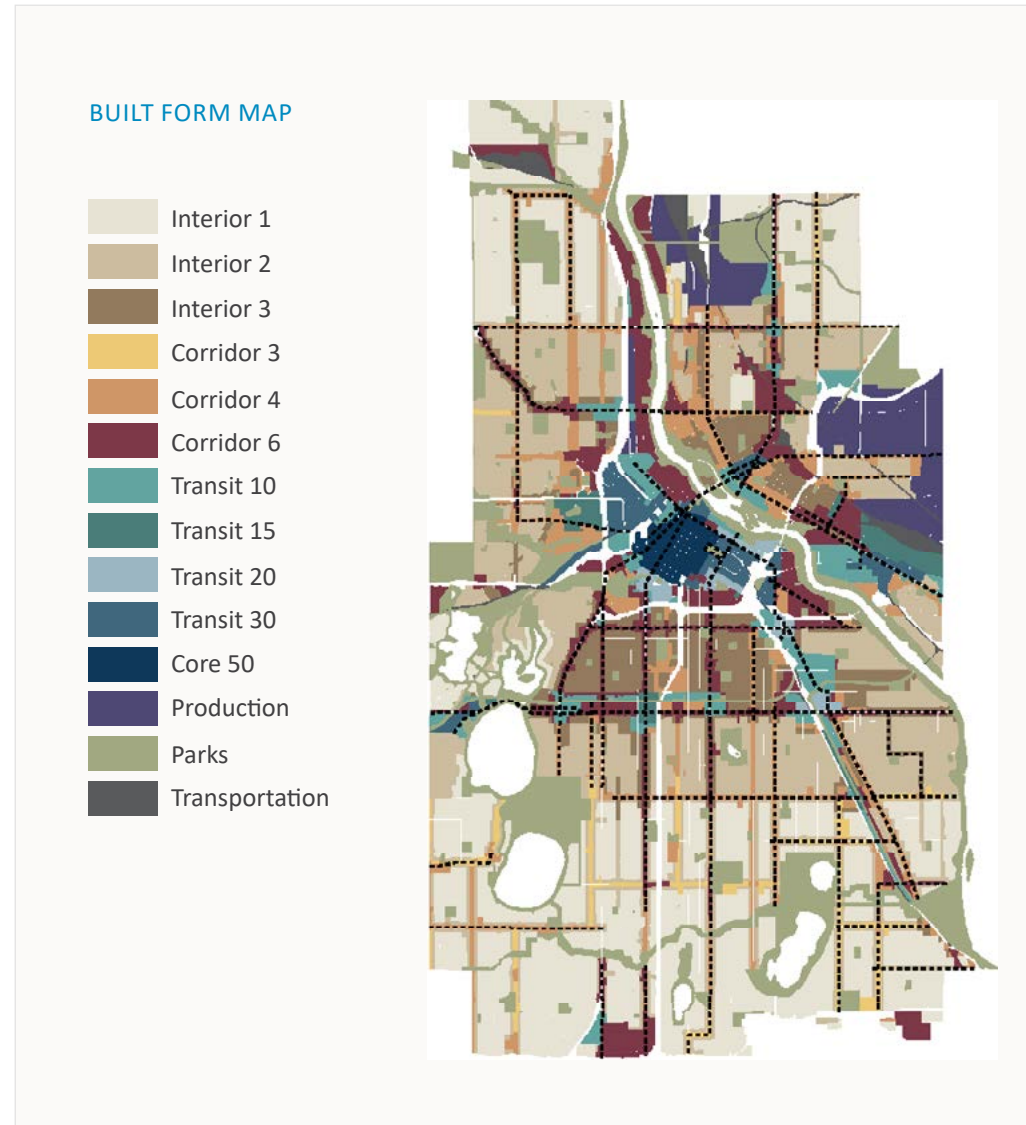 BUILT FORM MAP
Interior 1
Interior 2
Interior 3
Corridor 3
Corridor 4
Corridor 6
Transit 10
Transit 15
Transit 20
Transit 30
Core 50
Production
Parks
Transportation